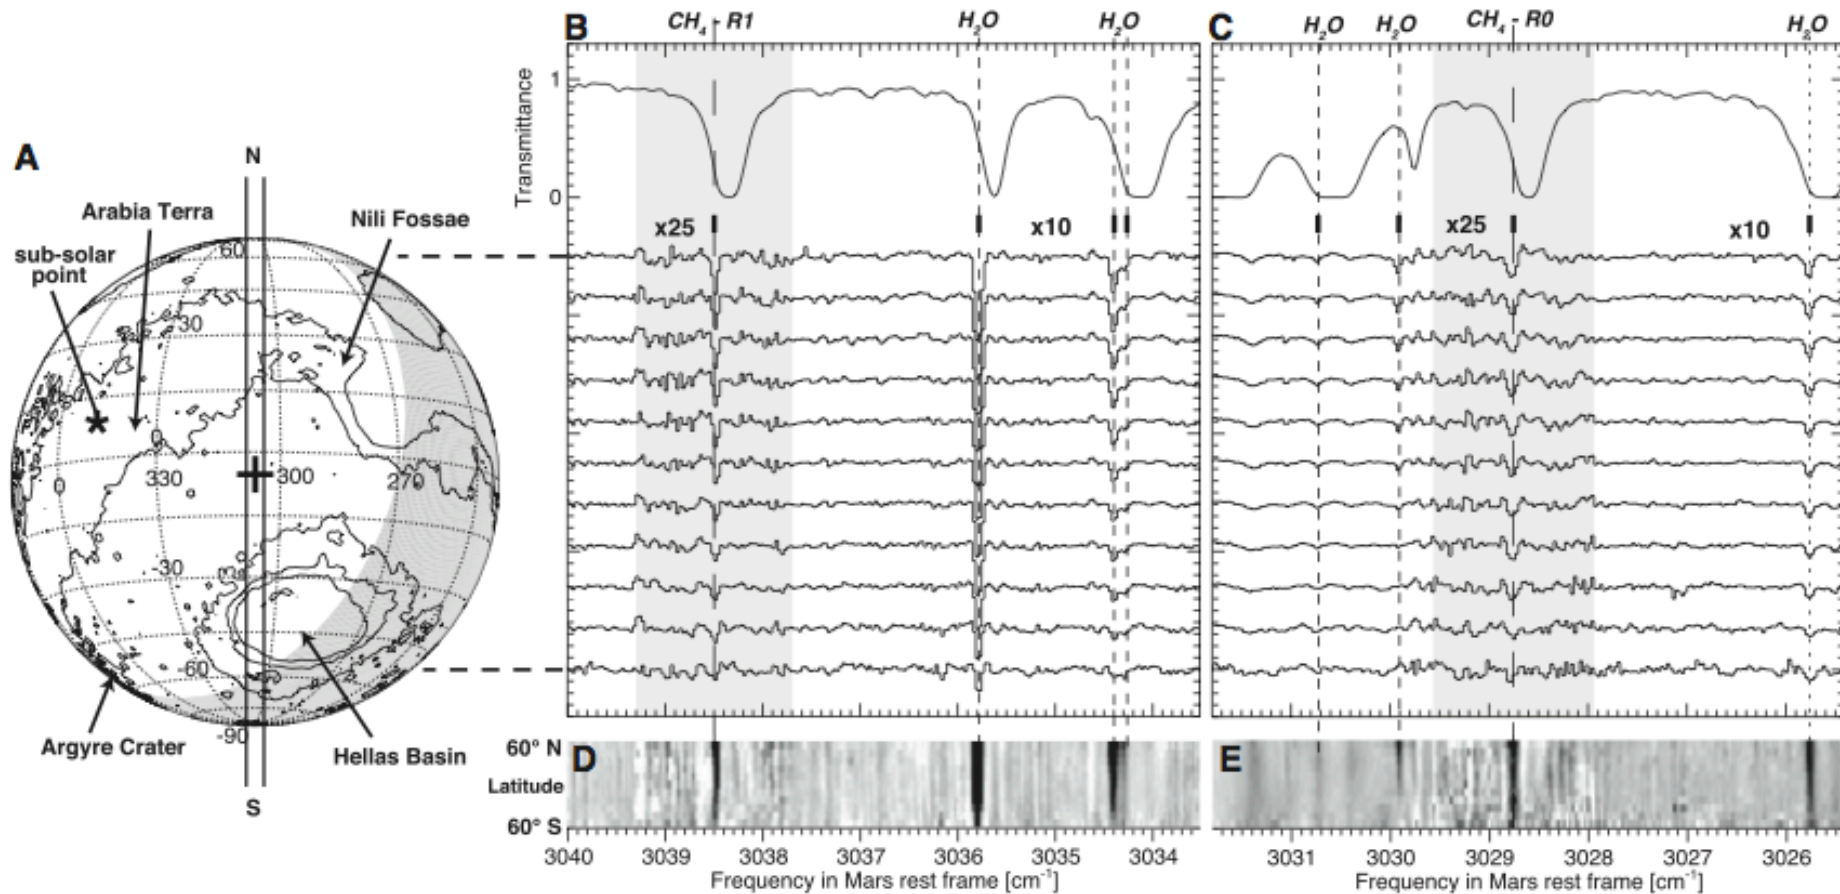 A
N
Arabia Terra
Nili Fossae
sub-solar
point
60
30
0
0
330
300
270
-30
-60
-90
Argyre Crater
Hellas Basin
S
B
CH₄ - R1
H₂O
H₂O
C
H₂O
H₂O
CH₄ - R0
H₂O
Transmittance
1
0
x25
x10
x25
x10
60° N
Latitude
60° S
D
E
3040 3039 3038 3037 3036 3035 3034
Frequency in Mars rest frame [cm⁻¹]
3031 3030 3029 3028 3027 3026
Frequency in Mars rest frame [cm⁻¹]